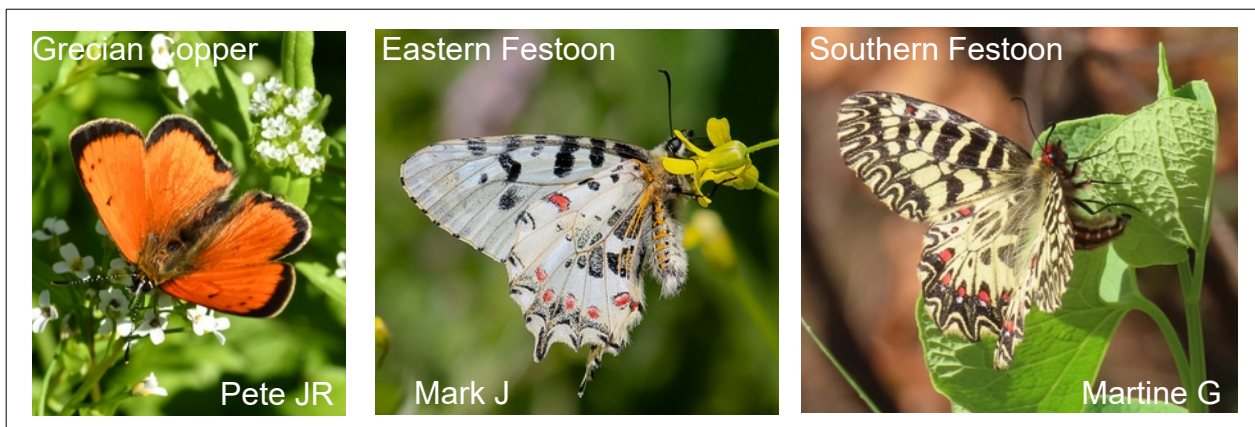 Grecian Copper
Eastern Festoon
Southern Festoon
Pete JR
Mark J
Martine G